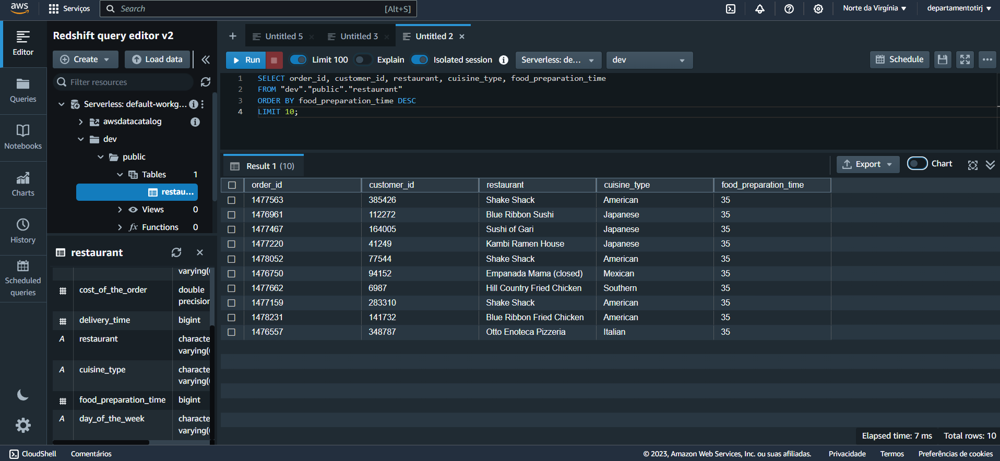 aws
Serviços
Search
[Alt+S]
Norte da Virgínia
departamentotirj
Editor
Queries
Notebooks
Charts
History
Scheduled
queries
Redshift query editor v2
Create
Load data
Filter resources
Serverless: default-workg...
awsdatacatalog
dev
public
Tables 1
restau...
Views 0
fx Functions 0
restaurant
varying(
# cost_of_the_order double
precision
# delivery_time bigint
A restaurant characte
varying(
A cuisine_type characte
varying(
# food_preparation_time bigint
A day_of_the_week characte
varying(
Untitled 5
Untitled 3
Untitled 2
Run
Limit 100
Explain
Isolated session
Serverless: de...
dev
Schedule
1 SELECT order_id, customer_id, restaurant, cuisine_type, food_preparation_time
2 FROM "dev"."public"."restaurant"
3 ORDER BY food_preparation_time DESC
4 LIMIT 10;
Result 1 (10)
Export
Chart
order_id customer_id restaurant cuisine_type food_preparation_time
1477563 385426 Shake Shack American 35
1476961 112272 Blue Ribbon Sushi Japanese 35
1477467 164005 Sushi of Gari Japanese 35
1477220 41249 Kambi Ramen House Japanese 35
1478052 77544 Shake Shack American 35
1476750 94152 Empanada Mama (closed) Mexican 35
1477662 6987 Hill Country Fried Chicken Southern 35
1477159 283310 Shake Shack American 35
1478231 141732 Blue Ribbon Fried Chicken American 35
1476557 348787 Otto Enoteca Pizzeria Italian 35
Elapsed time: 7 ms Total rows: 10
CloudShell
Comentários
© 2023, Amazon Web Services, Inc. ou suas afiliadas.
Privacidade
Termos
Preferências de cookies